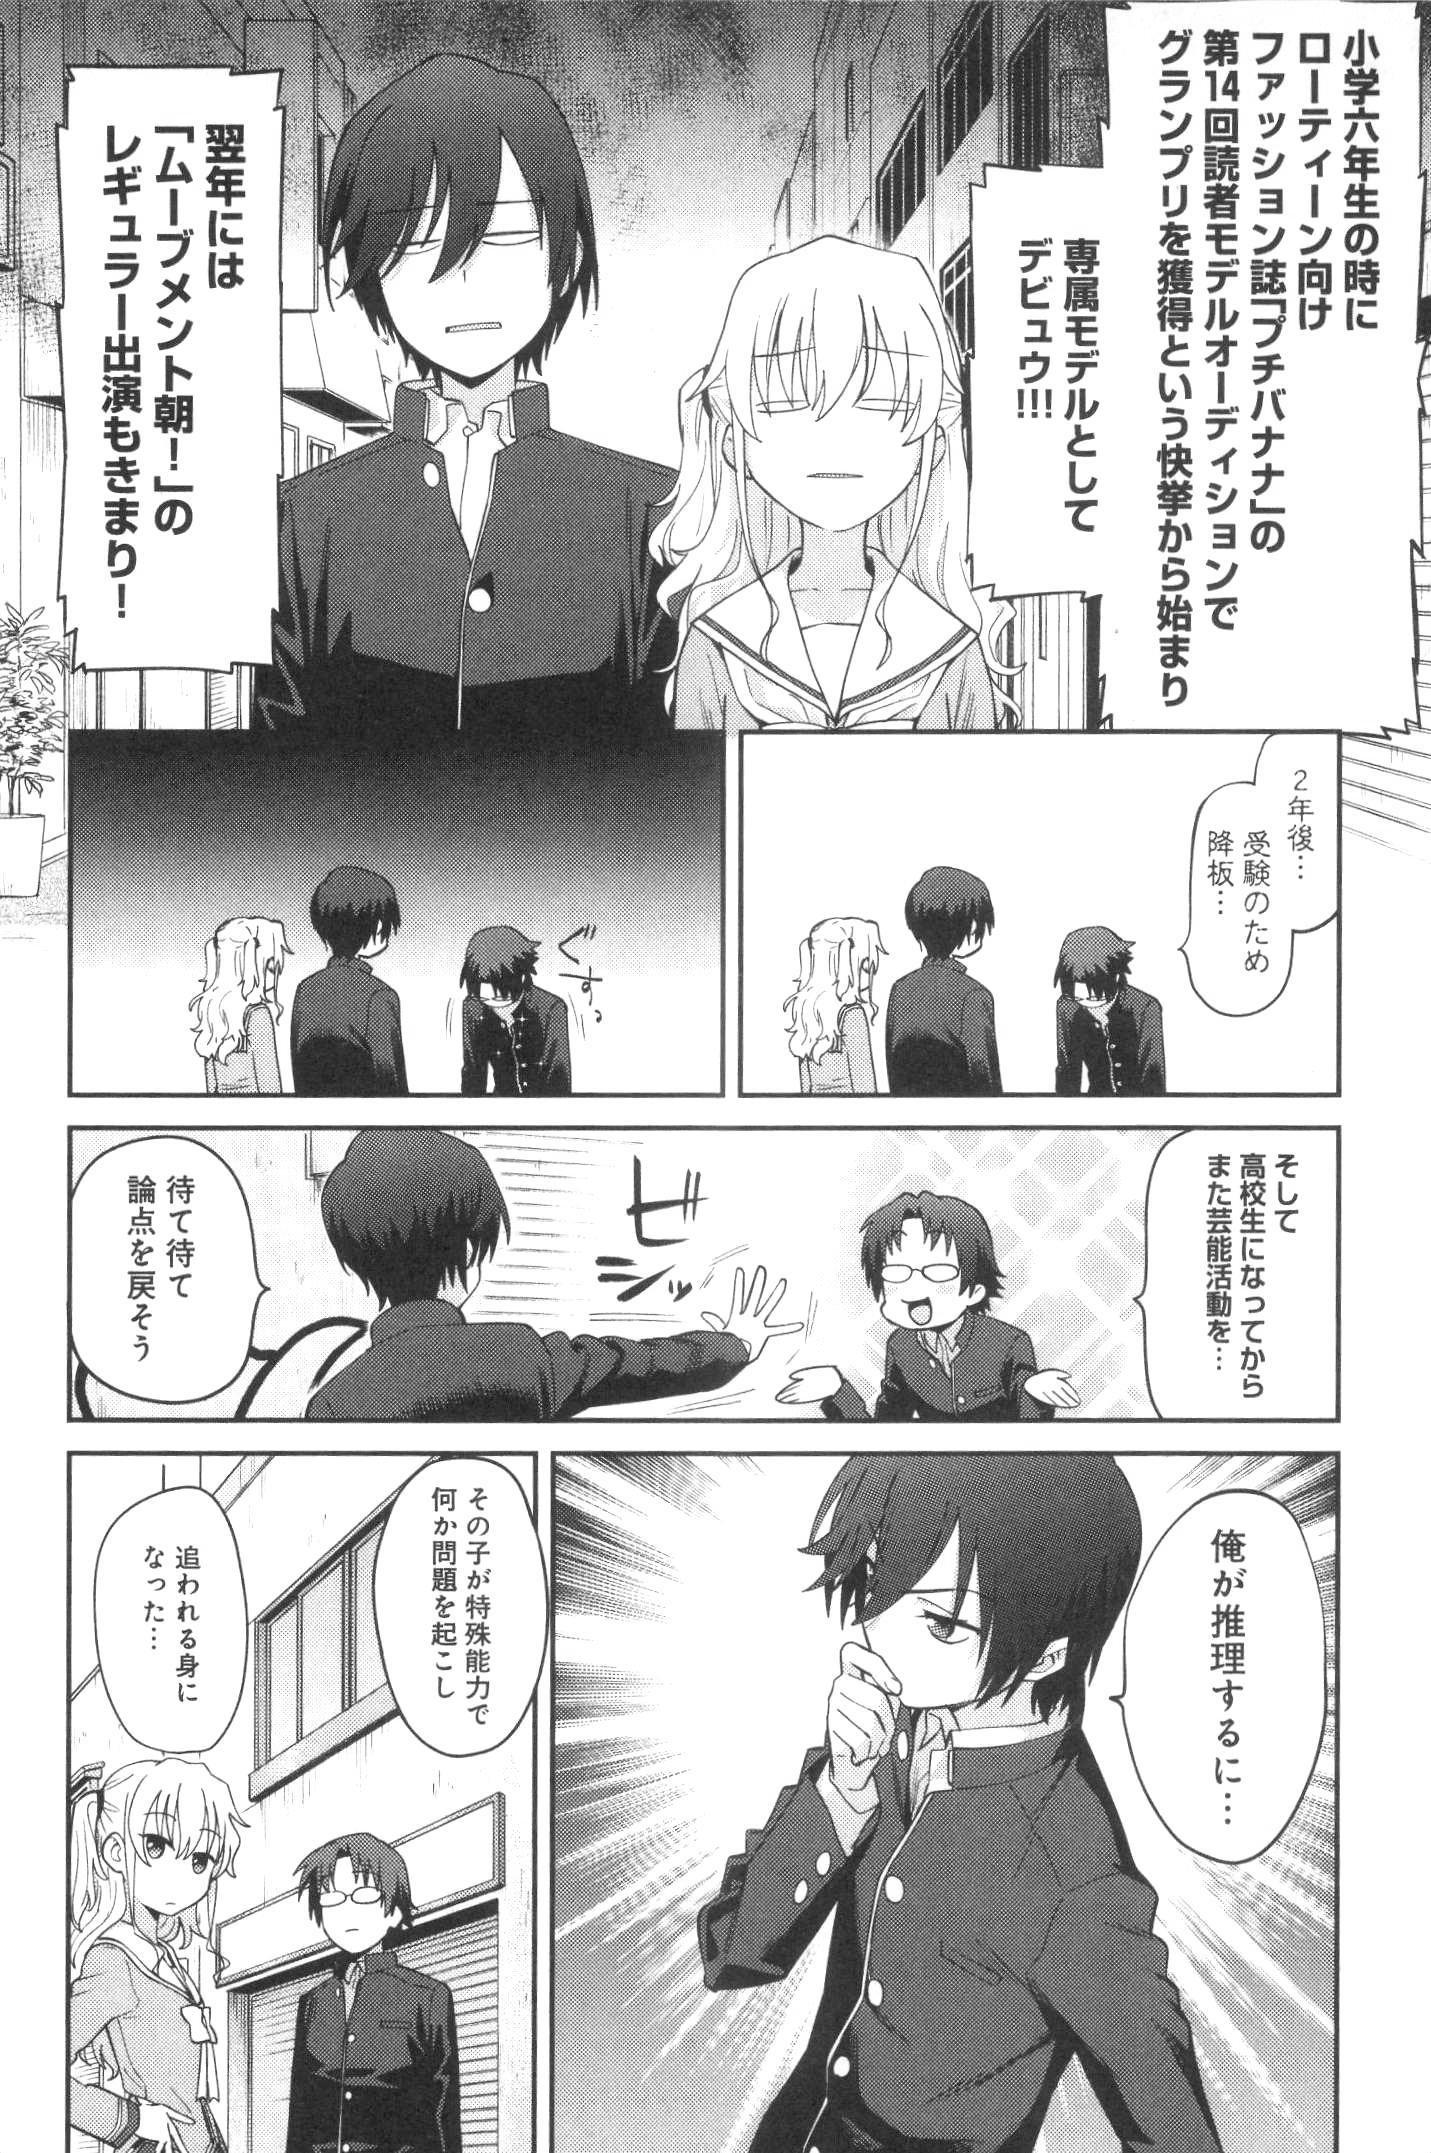 小学六年生の時に
ローティーン向け
ファッション誌「プチバナナ」の
第14回読者モデルオーディションで
グランプリを獲得という快挙から始まり
専属モデルとして
デビュウ!!!
翌年には
「ムーブメント朝！」の
レギュラー出演もきまり！
2年後…
受験のため
降板…
ぐすっ
そして
高校生になってから
また芸能活動を…
ビシッ
待て待て
論点を戻そう
俺が推理するに…
その子が特殊能力で
何か問題を起こし
追われる身に
なった…